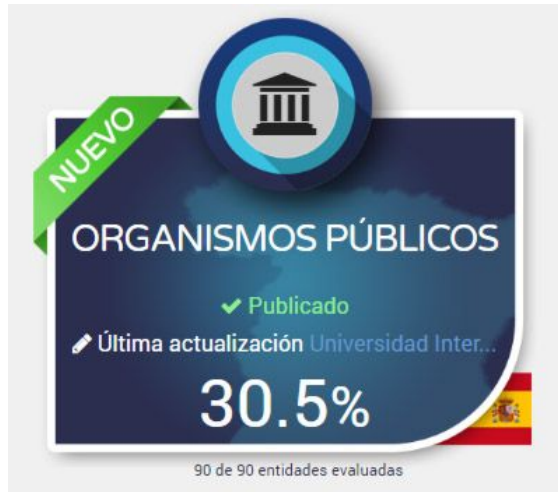 NUEVO
ORGANISMOS PÚBLICOS
Publicado
Última actualización Universidad Inter...
30.5%
90 de 90 entidades evaluadas